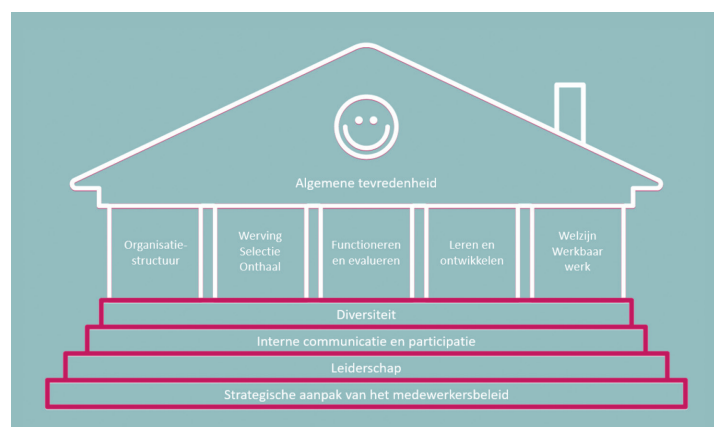 Algemene tevredenheid
Organisatie-
structuur
Werving
Selectie
Onthaal
Functioneren
en evalueren
Leren en
ontwikkelen
Welzijn
Werkbaar
werk
Diversiteit
Interne communicatie en participatie
Leiderschap
Strategische aanpak van het medewerkersbeleid